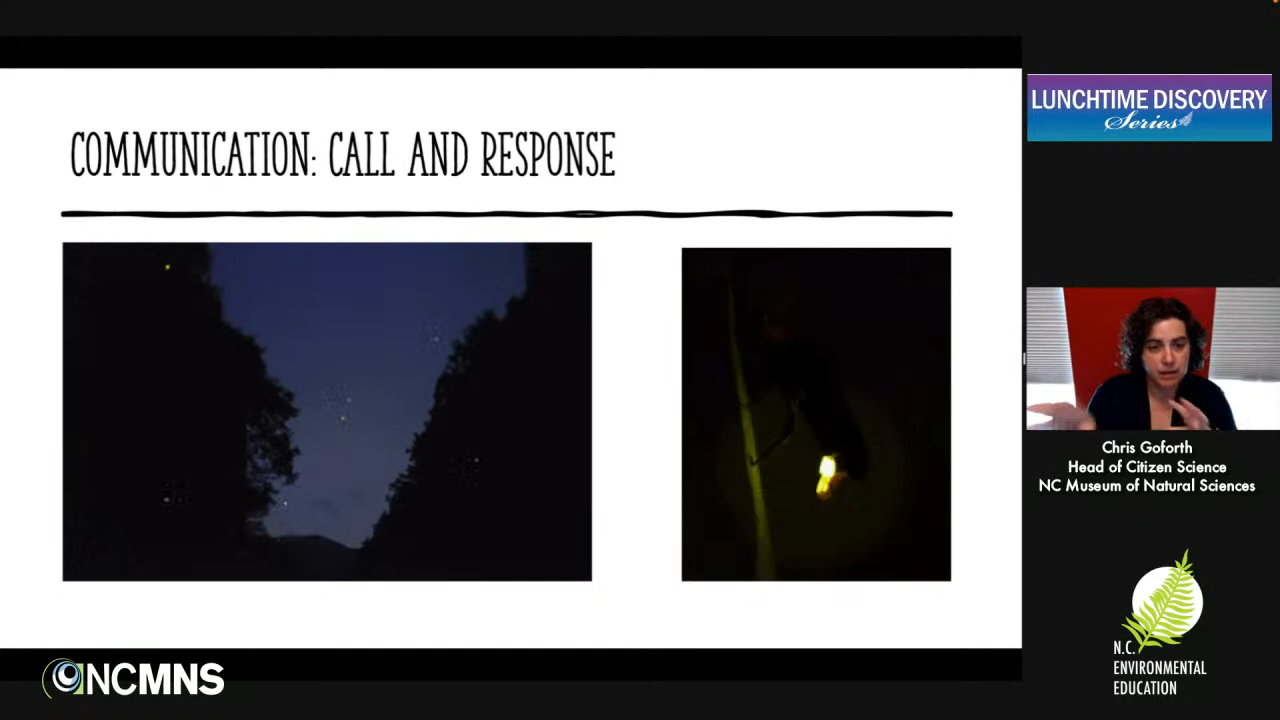 COMMUNICATION: CALL AND RESPONSE
LUNCHTIME DISCOVERY
Series
Chris Goforth
Head of Citizen Science
NC Museum of Natural Sciences
N.C.
ENVIRONMENTAL
EDUCATION
NCMNS